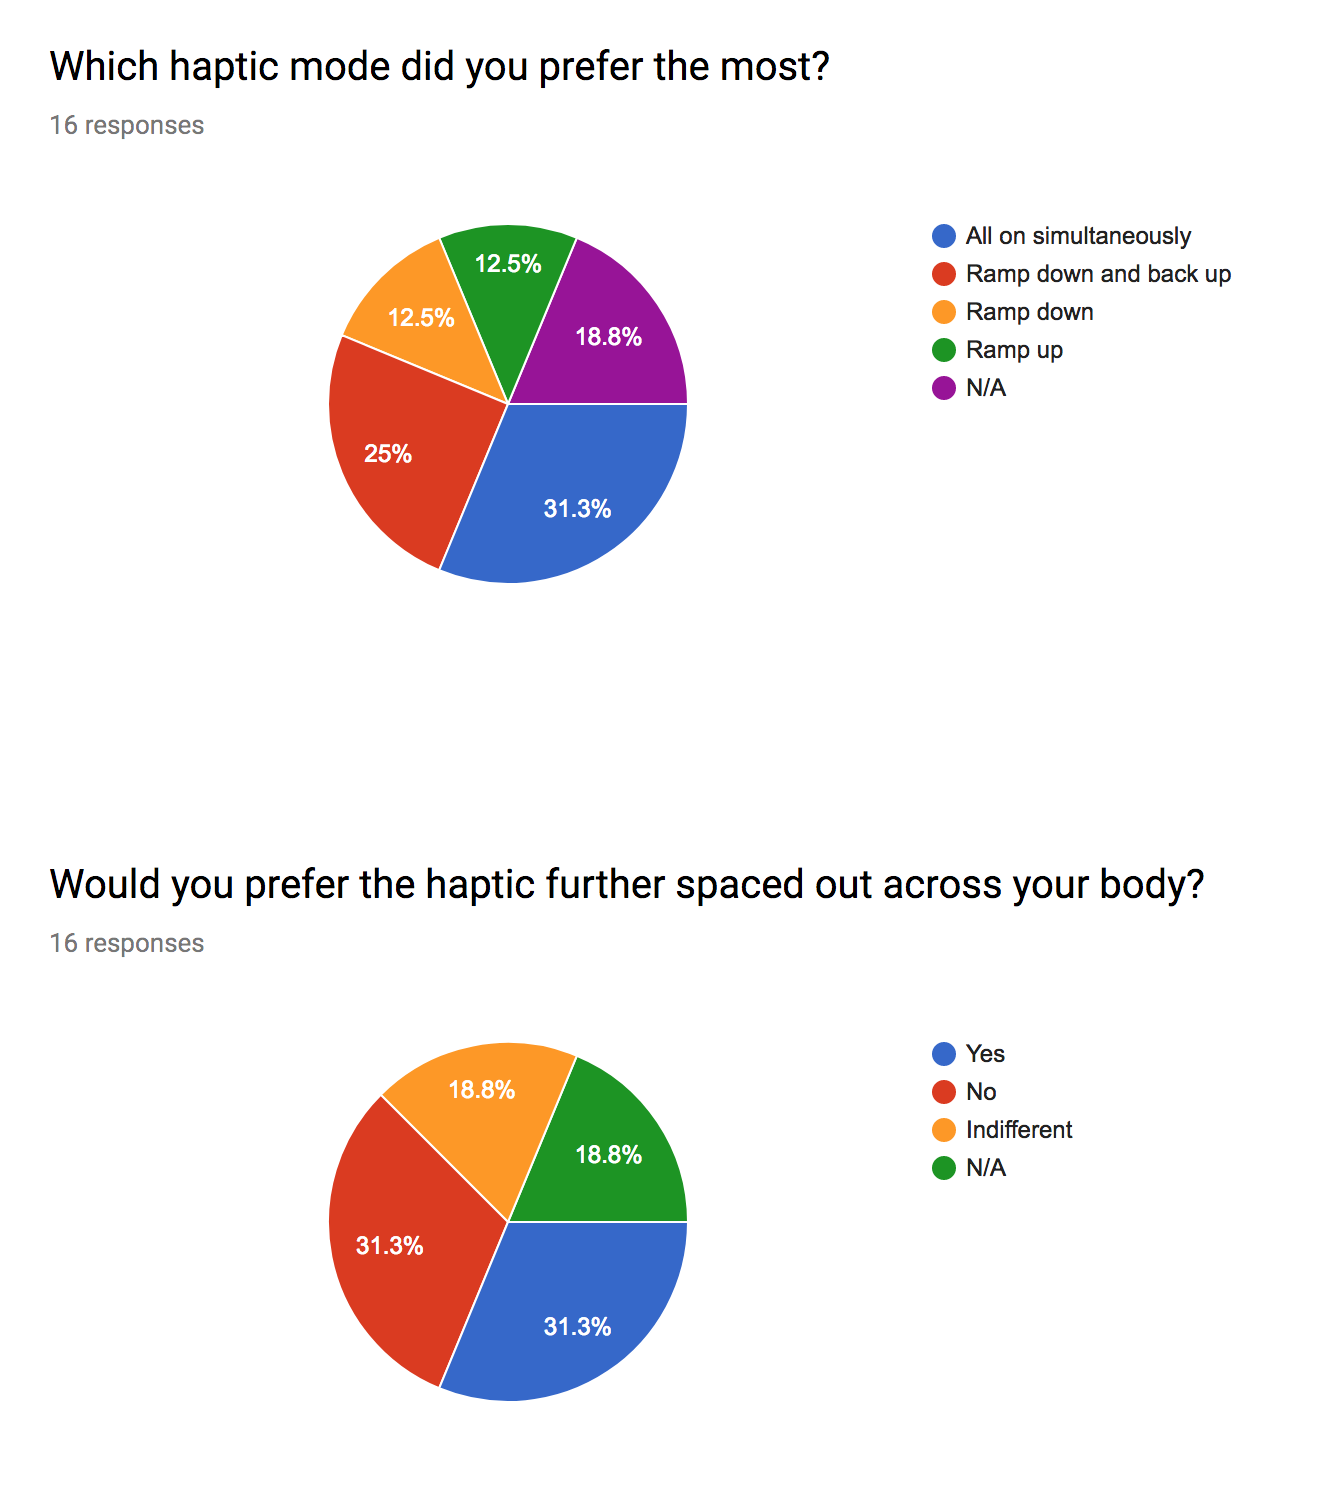 Which haptic mode did you prefer the most?
16 responses
All on simultaneously
Ramp down and back up
Ramp down
Ramp up
N/A
12.5%
12.5%
18.8%
25%
31.3%
Would you prefer the haptic further spaced out across your body?
16 responses
Yes
No
Indifferent
N/A
18.8%
18.8%
31.3%
31.3%